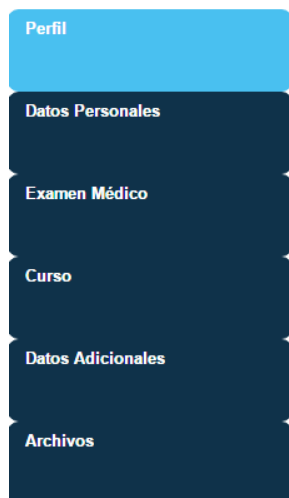 Perfil
Datos Personales
Examen Médico
Curso
Datos Adicionales
Archivos